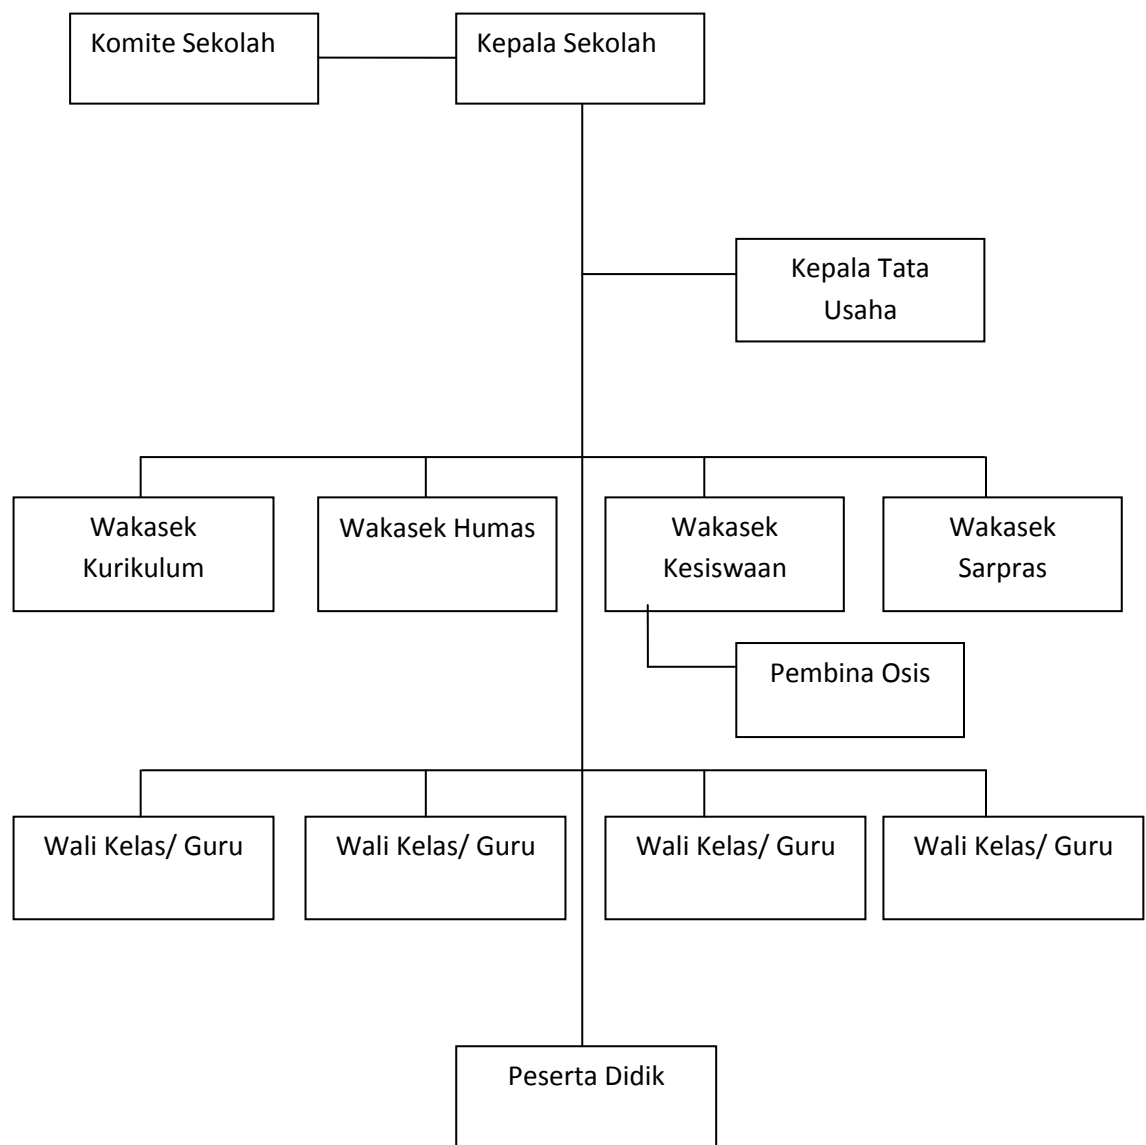 Komite Sekolah
Kepala Sekolah
Kepala Tata
Usaha
Wakasek
Kurikulum
Wakasek Humas
Wakasek
Kesiswaan
Wakasek
Sarpras
Pembina Osis
Wali Kelas/ Guru
Wali Kelas/ Guru
Wali Kelas/ Guru
Wali Kelas/ Guru
Peserta Didik